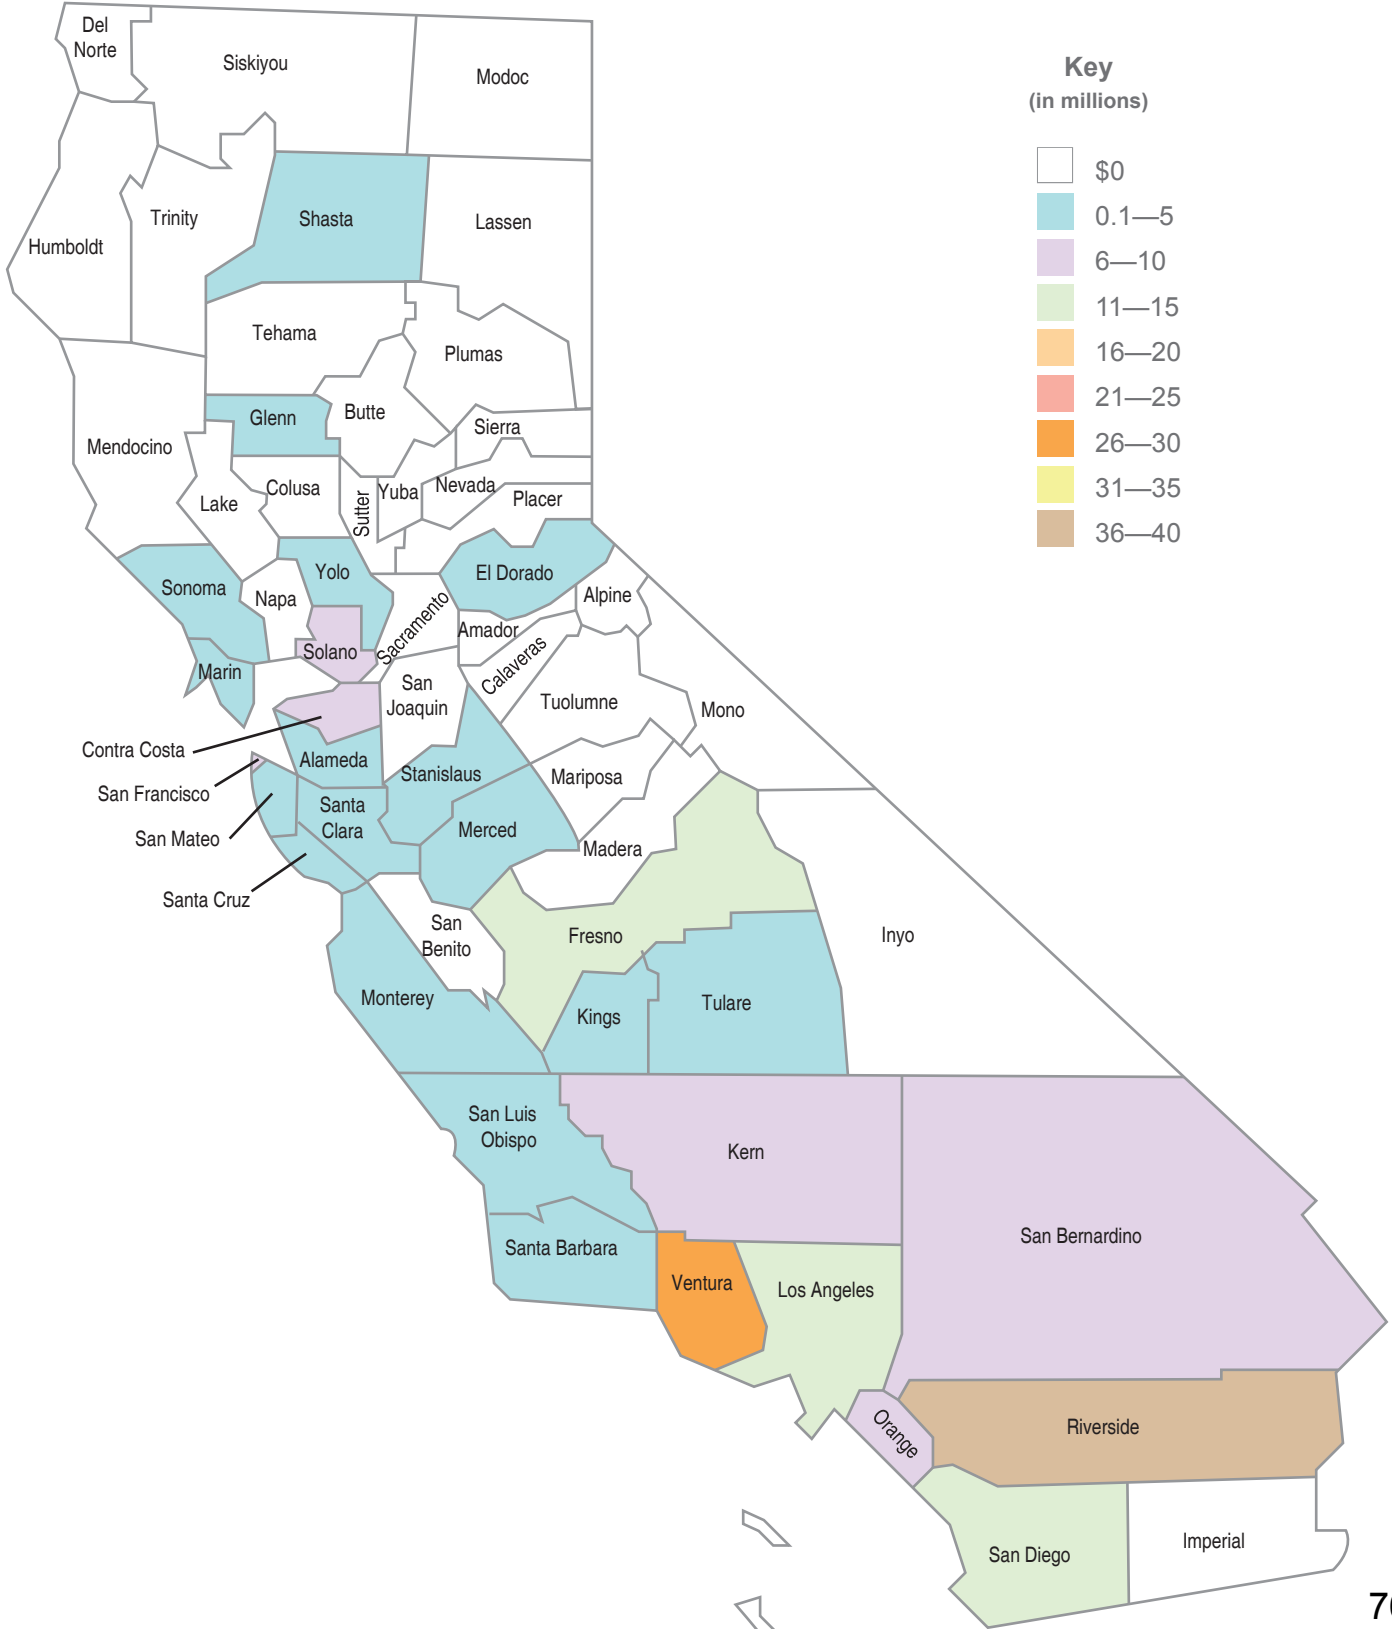 Del
Norte
Siskiyou
Modoc
Key
(in millions)
$0
0.1—5
6—10
11—15
16—20
21—25
26—30
31—35
36—40
Humboldt
Trinity
Shasta
Lassen
Tehama
Plumas
Glenn
Butte
Sierra
Mendocino
Lake
Colusa
Sutter
Yuba
Nevada
Placer
Sonoma
Yolo
El Dorado
Napa
Alpine
Sacramento
Amador
Solano
Calaveras
Marin
San
Joaquin
Tuolumne
Mono
Contra Costa
Alameda
Stanislaus
Mariposa
San Francisco
Santa
Clara
San Mateo
Merced
Madera
Santa Cruz
San
Benito
Fresno
Inyo
Monterey
Kings
Tulare
San Luis
Obispo
Kern
San Bernardino
Santa Barbara
Ventura
Los Angeles
Orange
Riverside
San Diego
Imperial